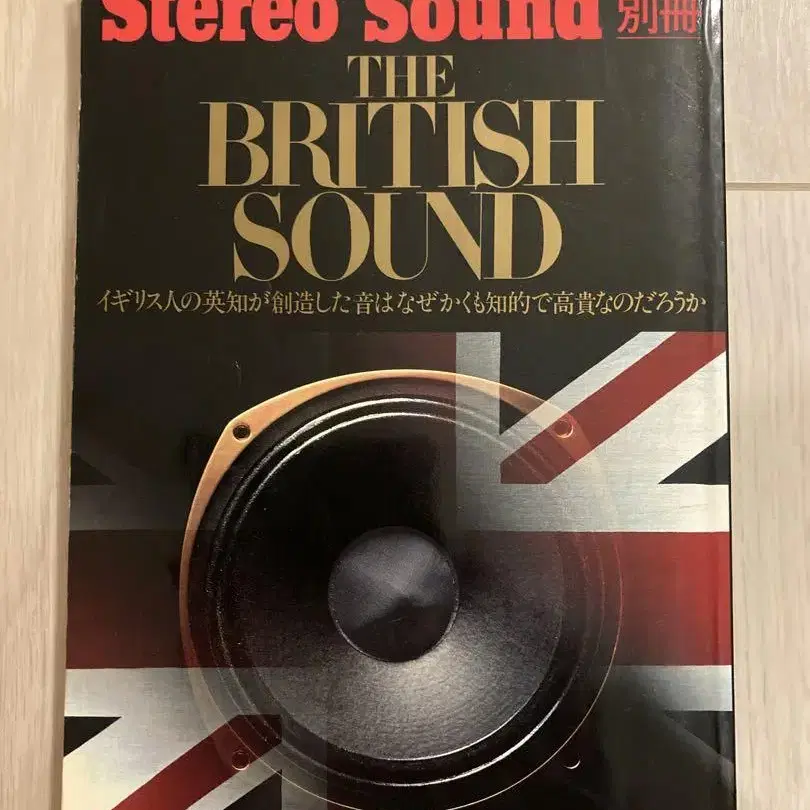 Stereo Sound 別冊
THE
BRITISH
SOUND
イギリス人の英知が創造した音はなぜかくも知的で高貴なのだろうか